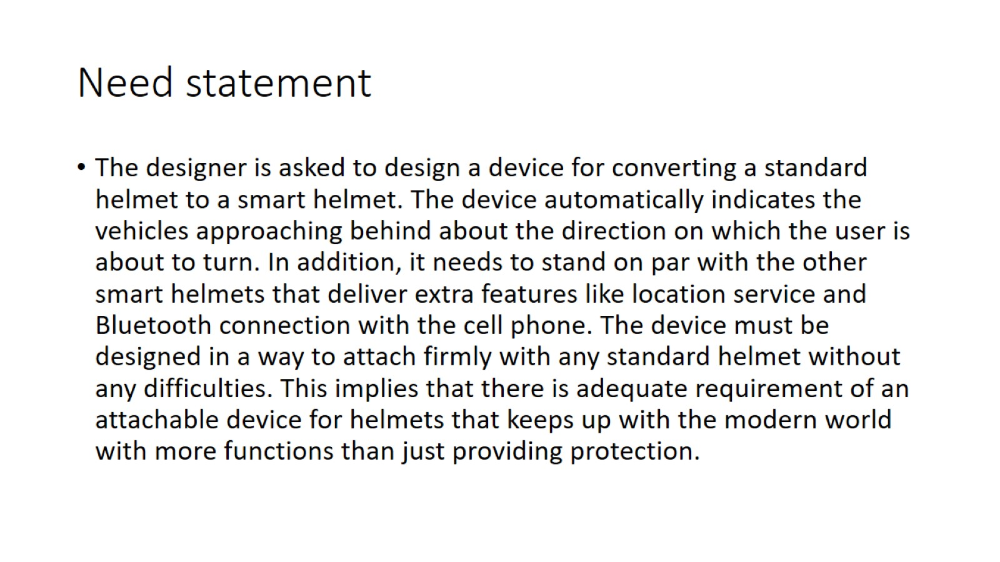 Need statement
• The designer is asked to design a device for converting a standard
helmet to a smart helmet. The device automatically indicates the
vehicles approaching behind about the direction on which the user is
about to turn. In addition, it needs to stand on par with the other
smart helmets that deliver extra features like location service and
Bluetooth connection with the cell phone. The device must be
designed in a way to attach firmly with any standard helmet without
any difficulties. This implies that there is adequate requirement of an
attachable device for helmets that keeps up with the modern world
with more functions than just providing protection.